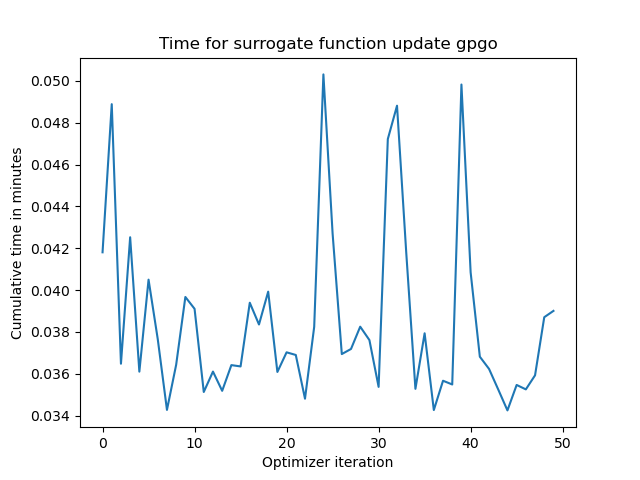 Time for surrogate function update gpgo
Cumulative time in minutes
0.050
0.048
0.046
0.044
0.042
0.040
0.038
0.036
0.034
0 10 20 30 40 50
Optimizer iteration